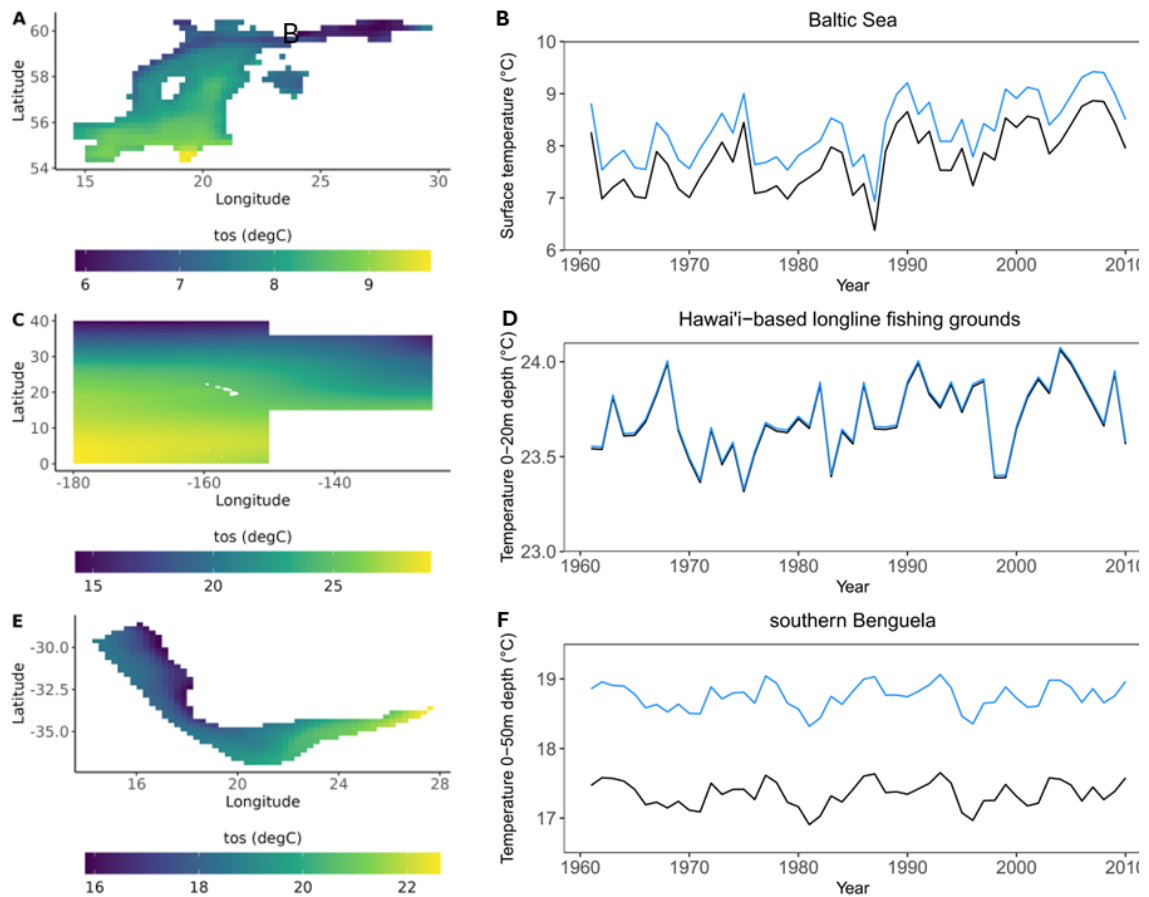 A
B
60
58
56
54
Latitude
15
20
25
30
Longitude
tos (degC)
6
7
8
9
B
Baltic Sea
Surface temperature (°C)
10
9
8
7
6
1960
1970
1980
1990
2000
2010
Year
C
40
30
20
10
0
Latitude
-180
-160
-140
Longitude
tos (degC)
15
20
25
D
Hawai'i−based longline fishing grounds
Temperature 0−20m depth (°C)
24.0
23.5
23.0
1960
1970
1980
1990
2000
2010
Year
E
-30.0
-32.5
-35.0
Latitude
16
20
24
28
Longitude
tos (degC)
16
18
20
22
F
southern Benguela
Temperature 0−50m depth (°C)
19
18
17
1960
1970
1980
1990
2000
2010
Year